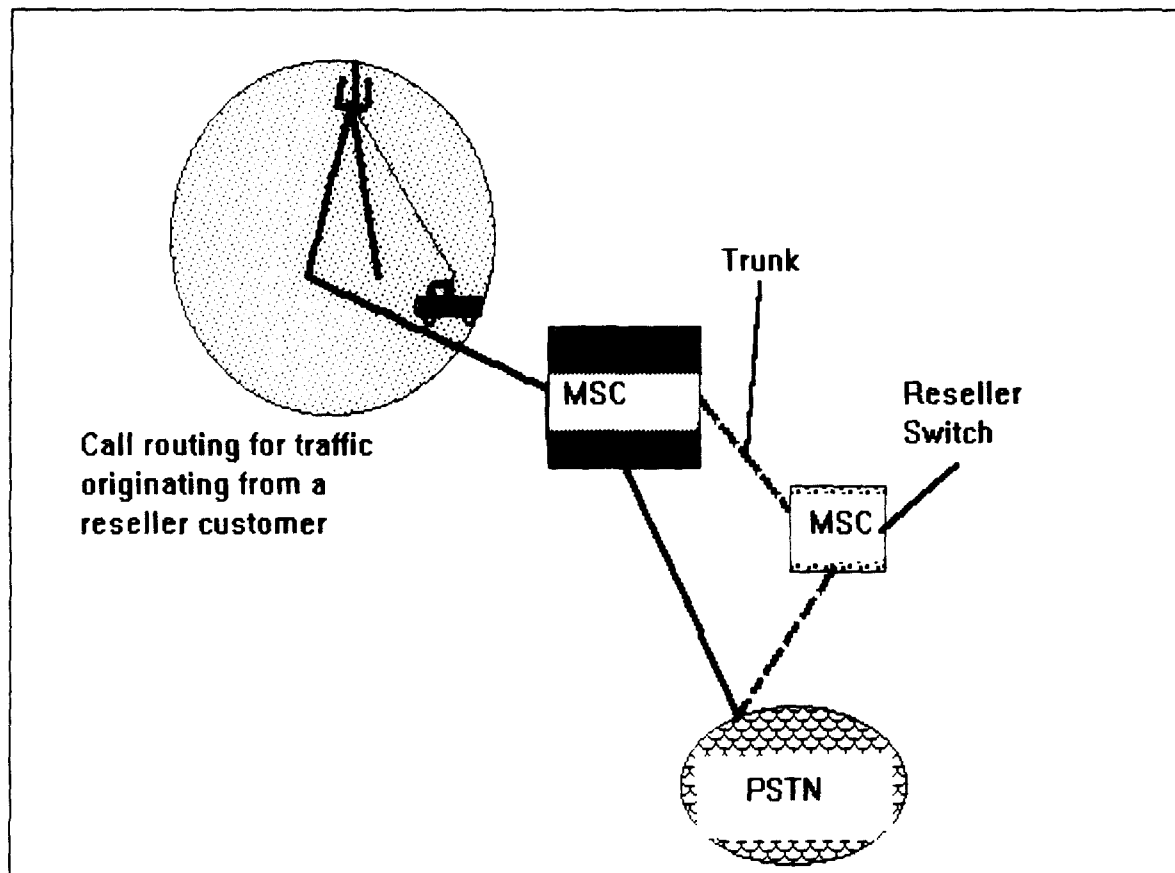 Trunk
MSC
Reseller
Switch
Call routing for traffic
originating from a
reseller customer
MSC
PSTN